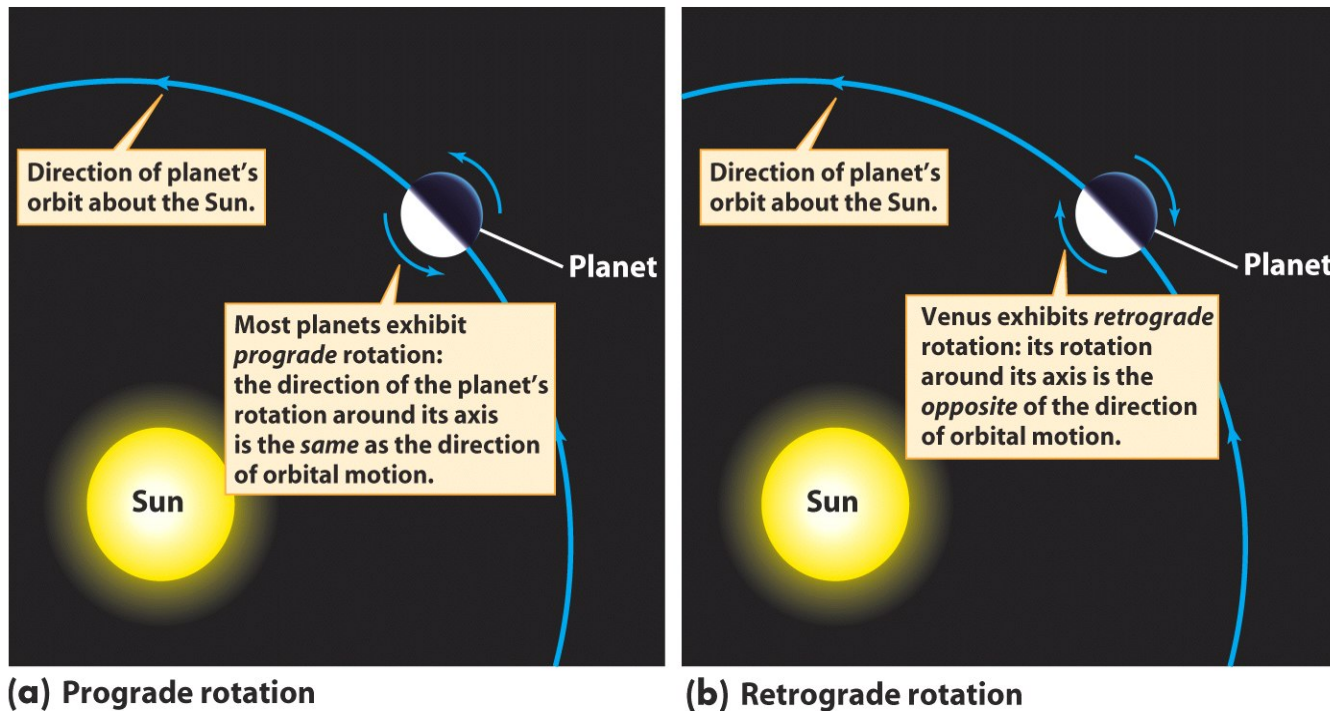 Direction of planet's
orbit about the Sun.
Planet
Most planets exhibit
prograde rotation:
the direction of the planet's
rotation around its axis
is the same as the direction
of orbital motion.
Sun
(a) Prograde rotation
Direction of planet's
orbit about the Sun.
Planet
Venus exhibits retrograde
rotation: its rotation
around its axis is the
opposite of the direction
of orbital motion.
Sun
(b) Retrograde rotation